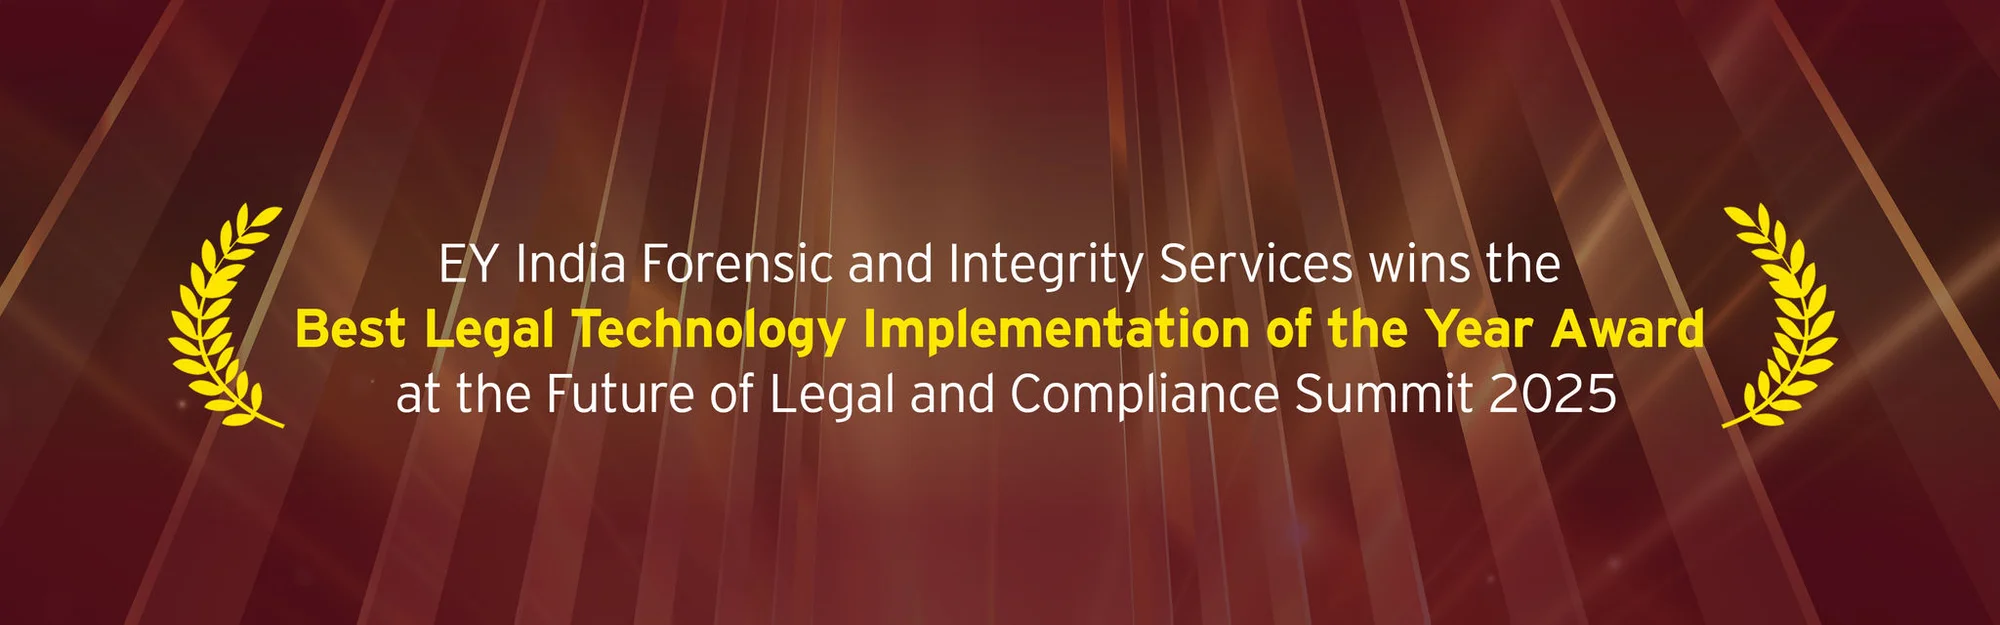 EY India Forensic and Integrity Services wins the
Best Legal Technology Implementation of the Year Award
at the Future of Legal and Compliance Summit 2025